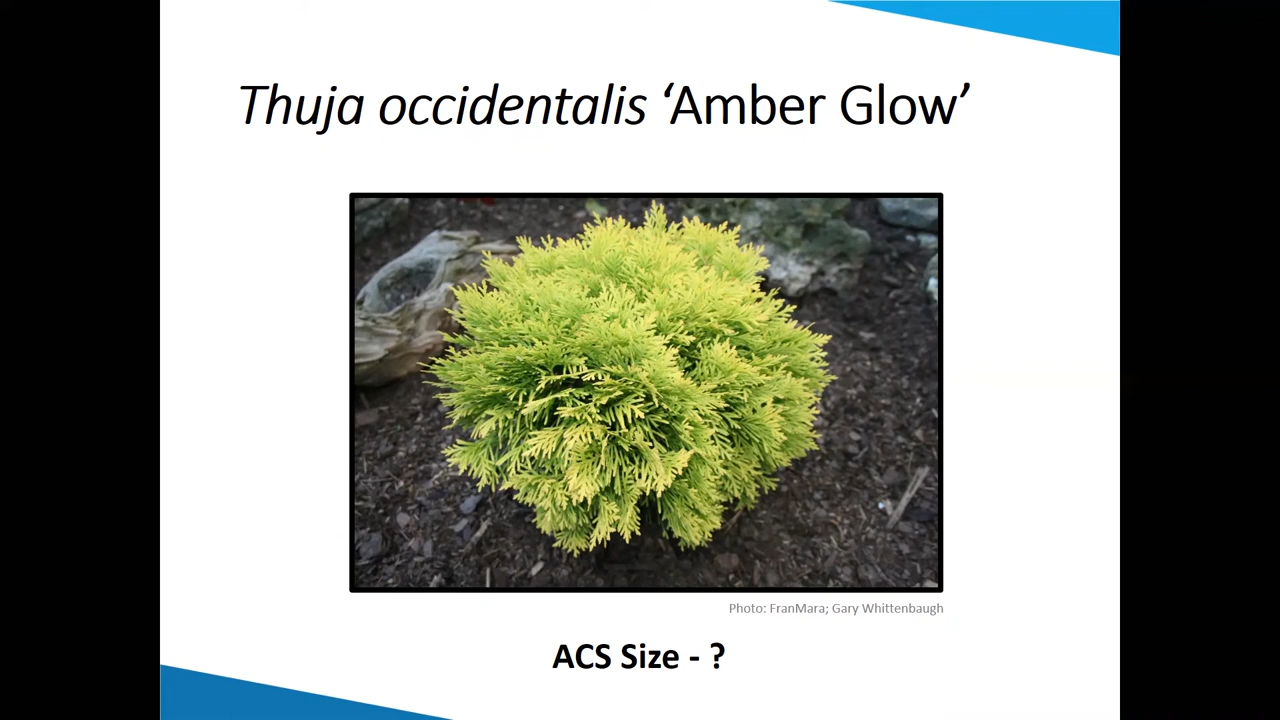 Thuja occidentalis ‘Amber Glow’
Photo: FranMara; Gary Whittenbaugh
ACS Size - ?